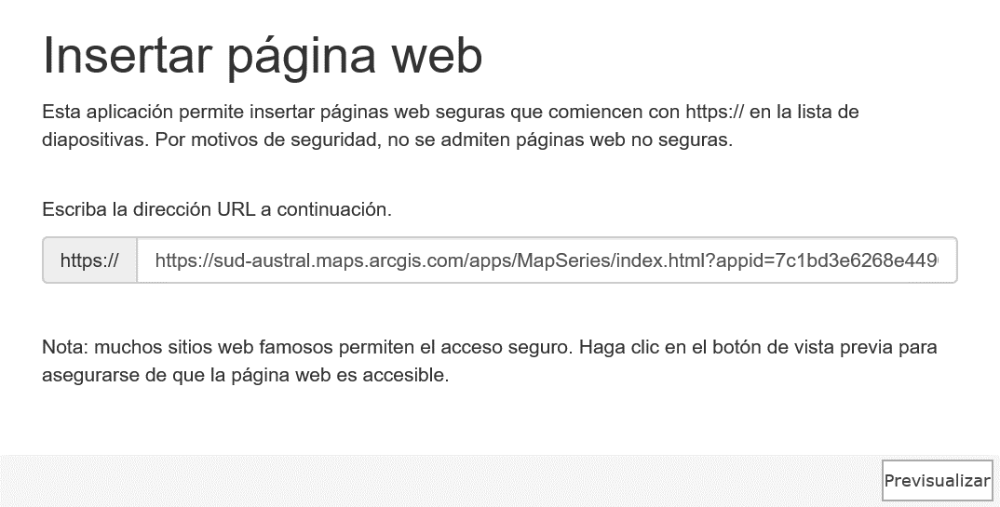 Insertar página web
Esta aplicación permite insertar páginas web seguras que comiencen con https:// en la lista de
diapositivas. Por motivos de seguridad, no se admiten páginas web no seguras.
Escriba la dirección URL a continuación.
https:// https://sud-austral.maps.arcgis.com/apps/MapSeries/index.html?appid=7c1bd3e6268e449
Nota: muchos sitios web famosos permiten el acceso seguro. Haga clic en el botón de vista previa para
asegurarse de que la página web es accesible.
Previsualizar